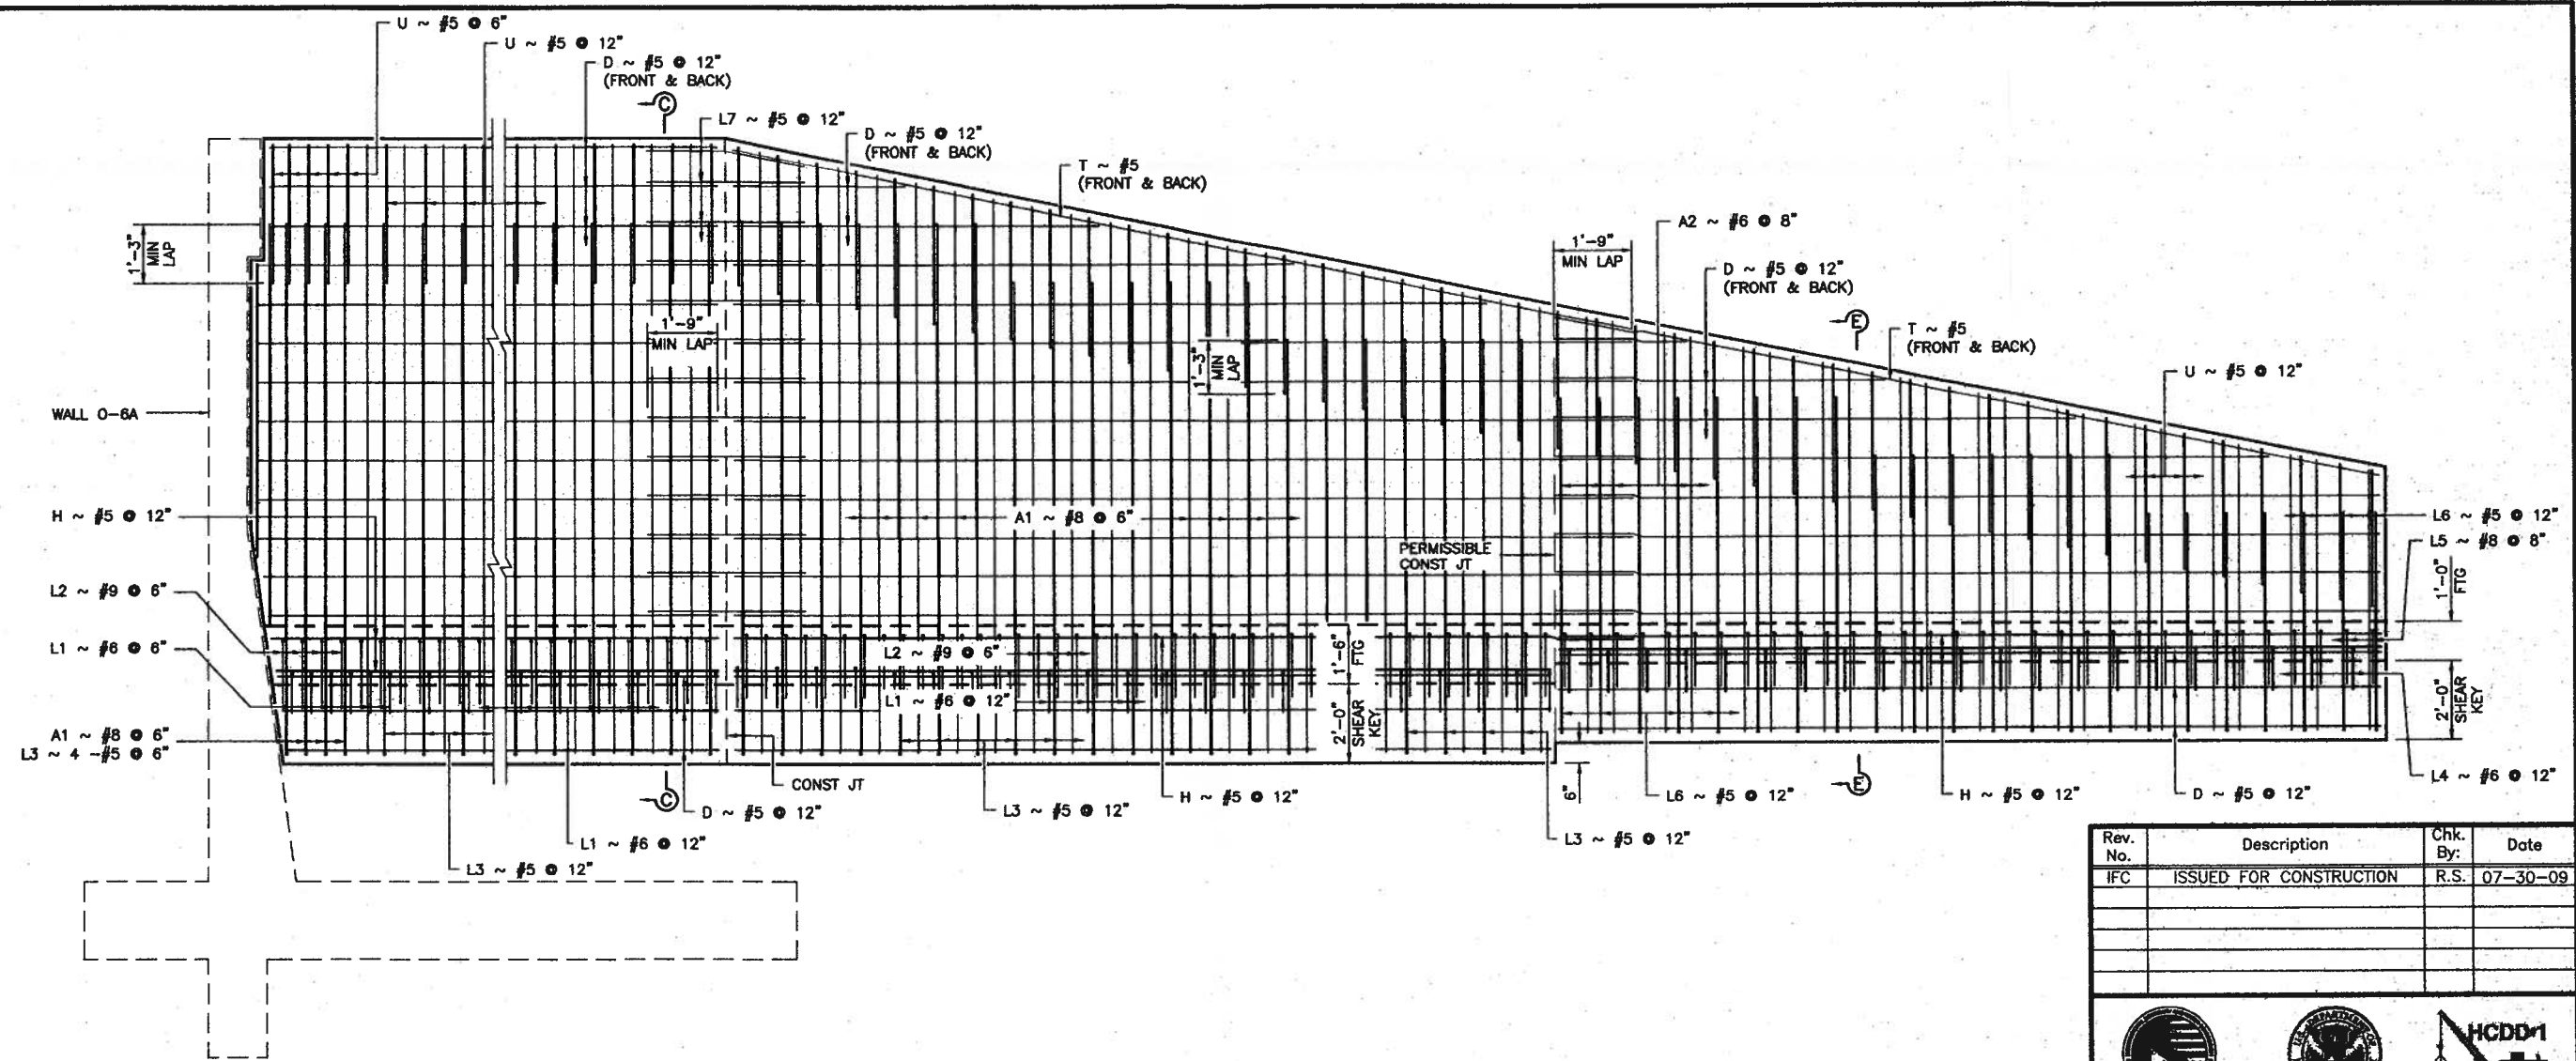 U ~ #5 @ 6"
U ~ #5 @ 12"
D ~ #5 @ 12"
(FRONT & BACK)
C
L7 ~ #5 @ 12"
D ~ #5 @ 12"
(FRONT & BACK)
T ~ #5
(FRONT & BACK)
A2 ~ #6 @ 8"
1'-9"
MIN LAP
D ~ #5 @ 12"
(FRONT & BACK)
E
T ~ #5
(FRONT & BACK)
U ~ #5 @ 12"
1'-3"
MIN
LAP
1'-9"
MIN LAP
1'-3"
MIN
LAP
WALL O-6A
H ~ #5 @ 12"
A1 ~ #8 @ 6"
PERMISSIBLE
CONST JT
L6 ~ #5 @ 12"
L5 ~ #8 @ 8"
1'-0"
FTG
L2 ~ #9 @ 6"
L1 ~ #6 @ 6"
L2 ~ #9 @ 6"
1'-6"
FTG
L1 ~ #6 @ 12"
2'-0"
SHEAR
KEY
2'-0"
SHEAR
KEY
A1 ~ #8 @ 6"
L3 ~ 4 -#5 @ 6"
CONST JT
C
D ~ #5 @ 12"
L3 ~ #5 @ 12"
H ~ #5 @ 12"
6"
L6 ~ #5 @ 12"
E
H ~ #5 @ 12"
D ~ #5 @ 12"
L4 ~ #6 @ 12"
L1 ~ #6 @ 12"
L3 ~ #5 @ 12"
L3 ~ #5 @ 12"
Rev. No. Description Chk. By: Date
IFC ISSUED FOR CONSTRUCTION R.S. 07-30-09
HCDD#1